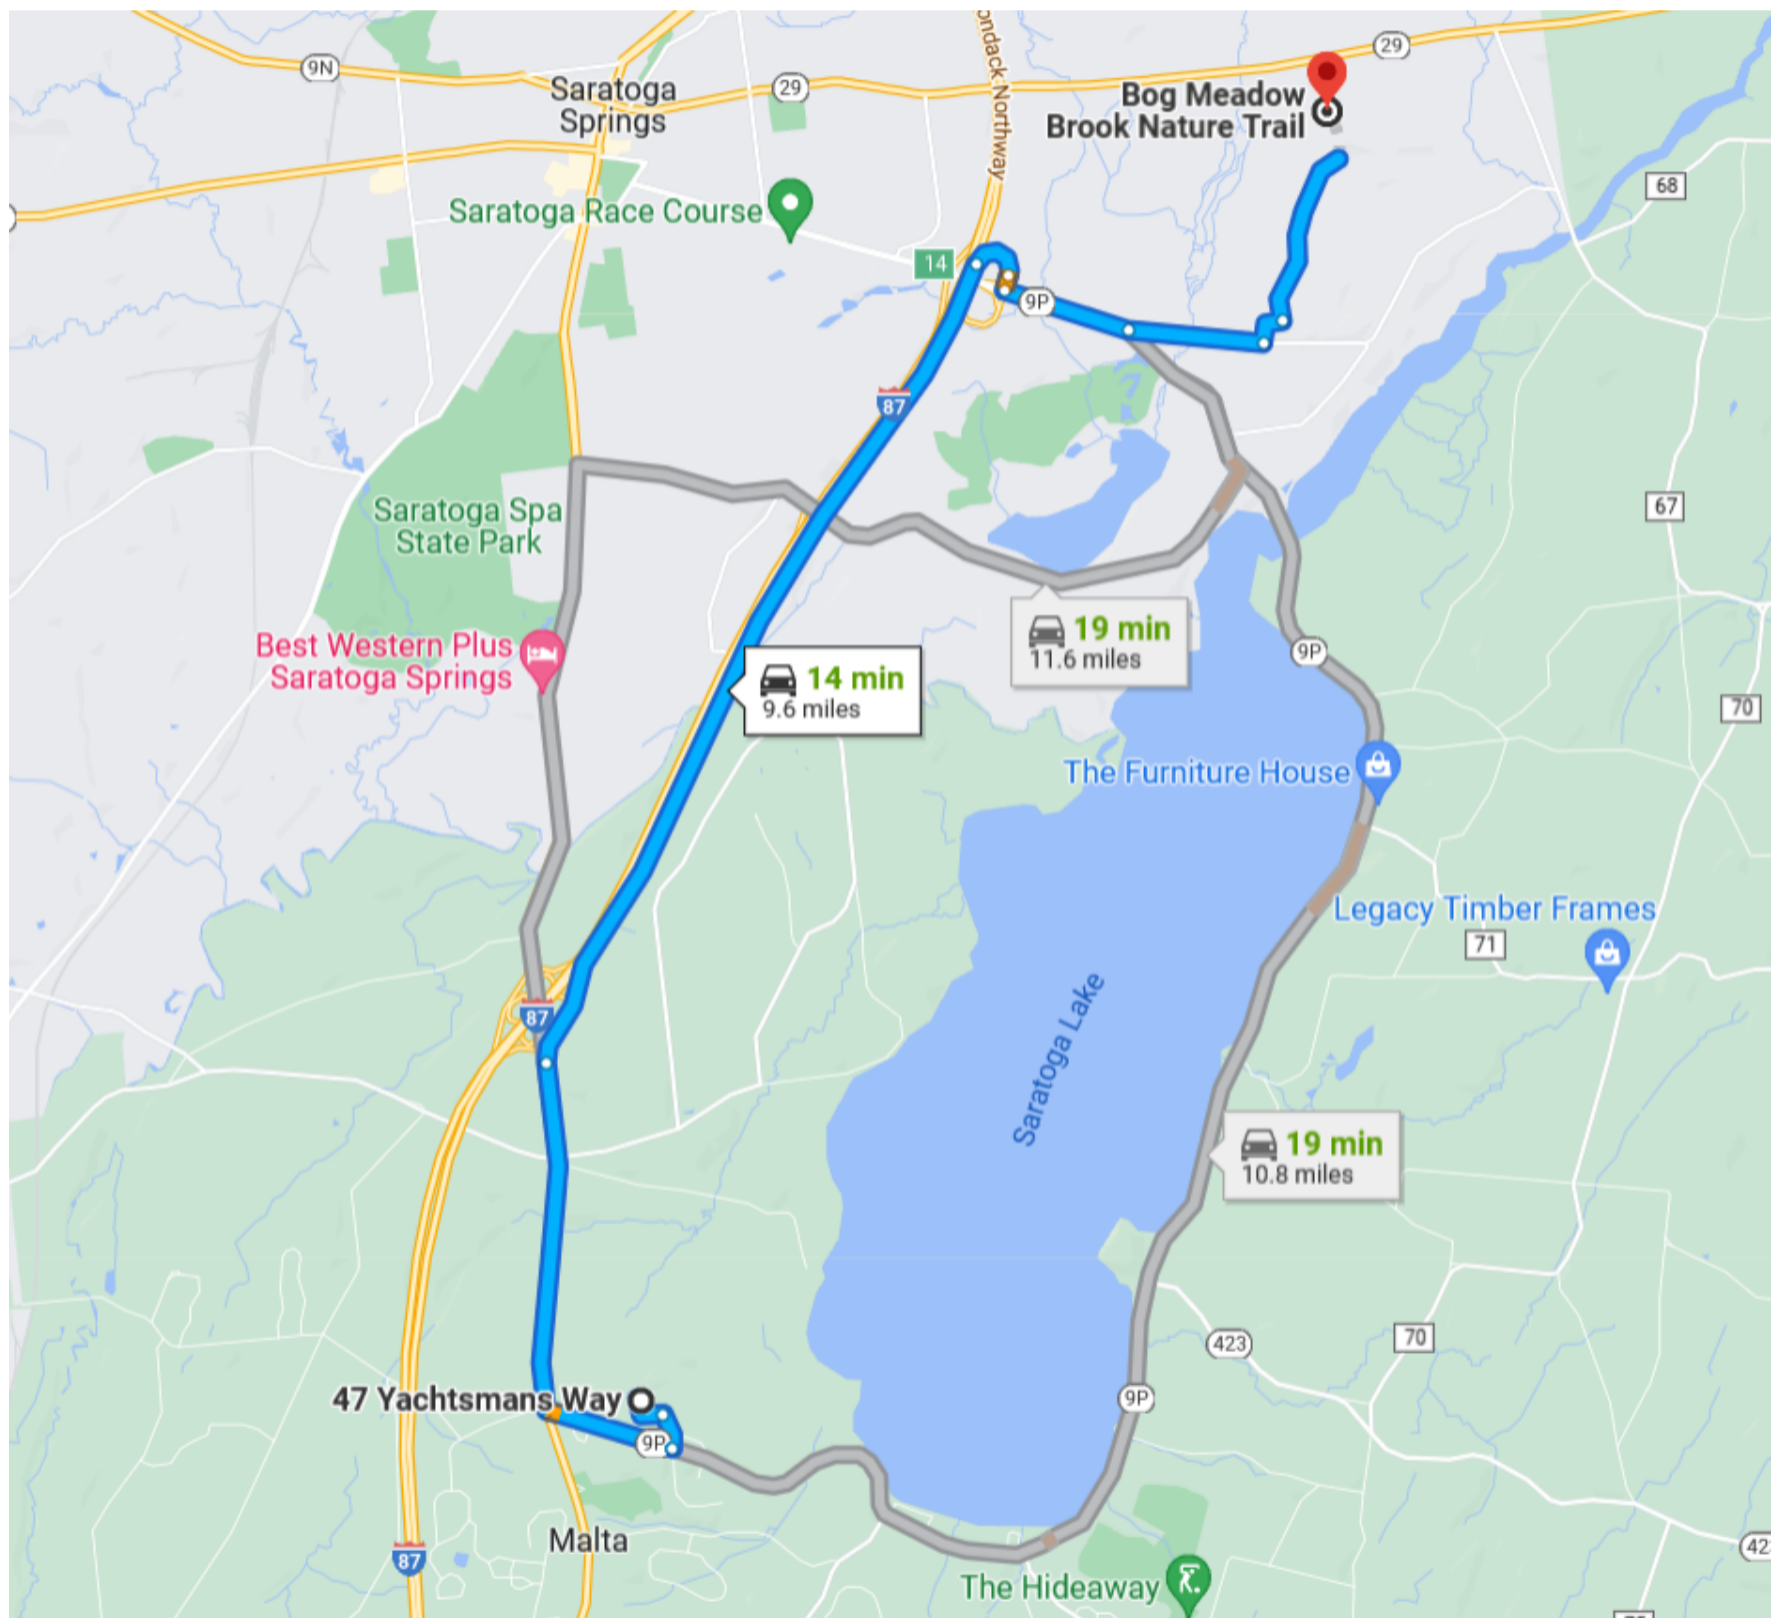 9N
Saratoga
Springs
29
ondack Northway
29
Bog Meadow
Brook Nature Trail
68
Saratoga Race Course
14
9P
87
Saratoga Spa
State Park
67
19 min
11.6 miles
9P
Best Western Plus
Saratoga Springs
14 min
9.6 miles
70
The Furniture House
Legacy Timber Frames
71
87
Saratoga Lake
19 min
10.8 miles
423
70
47 Yachtsmans Way
9P
9P
Malta
87
42
The Hideaway